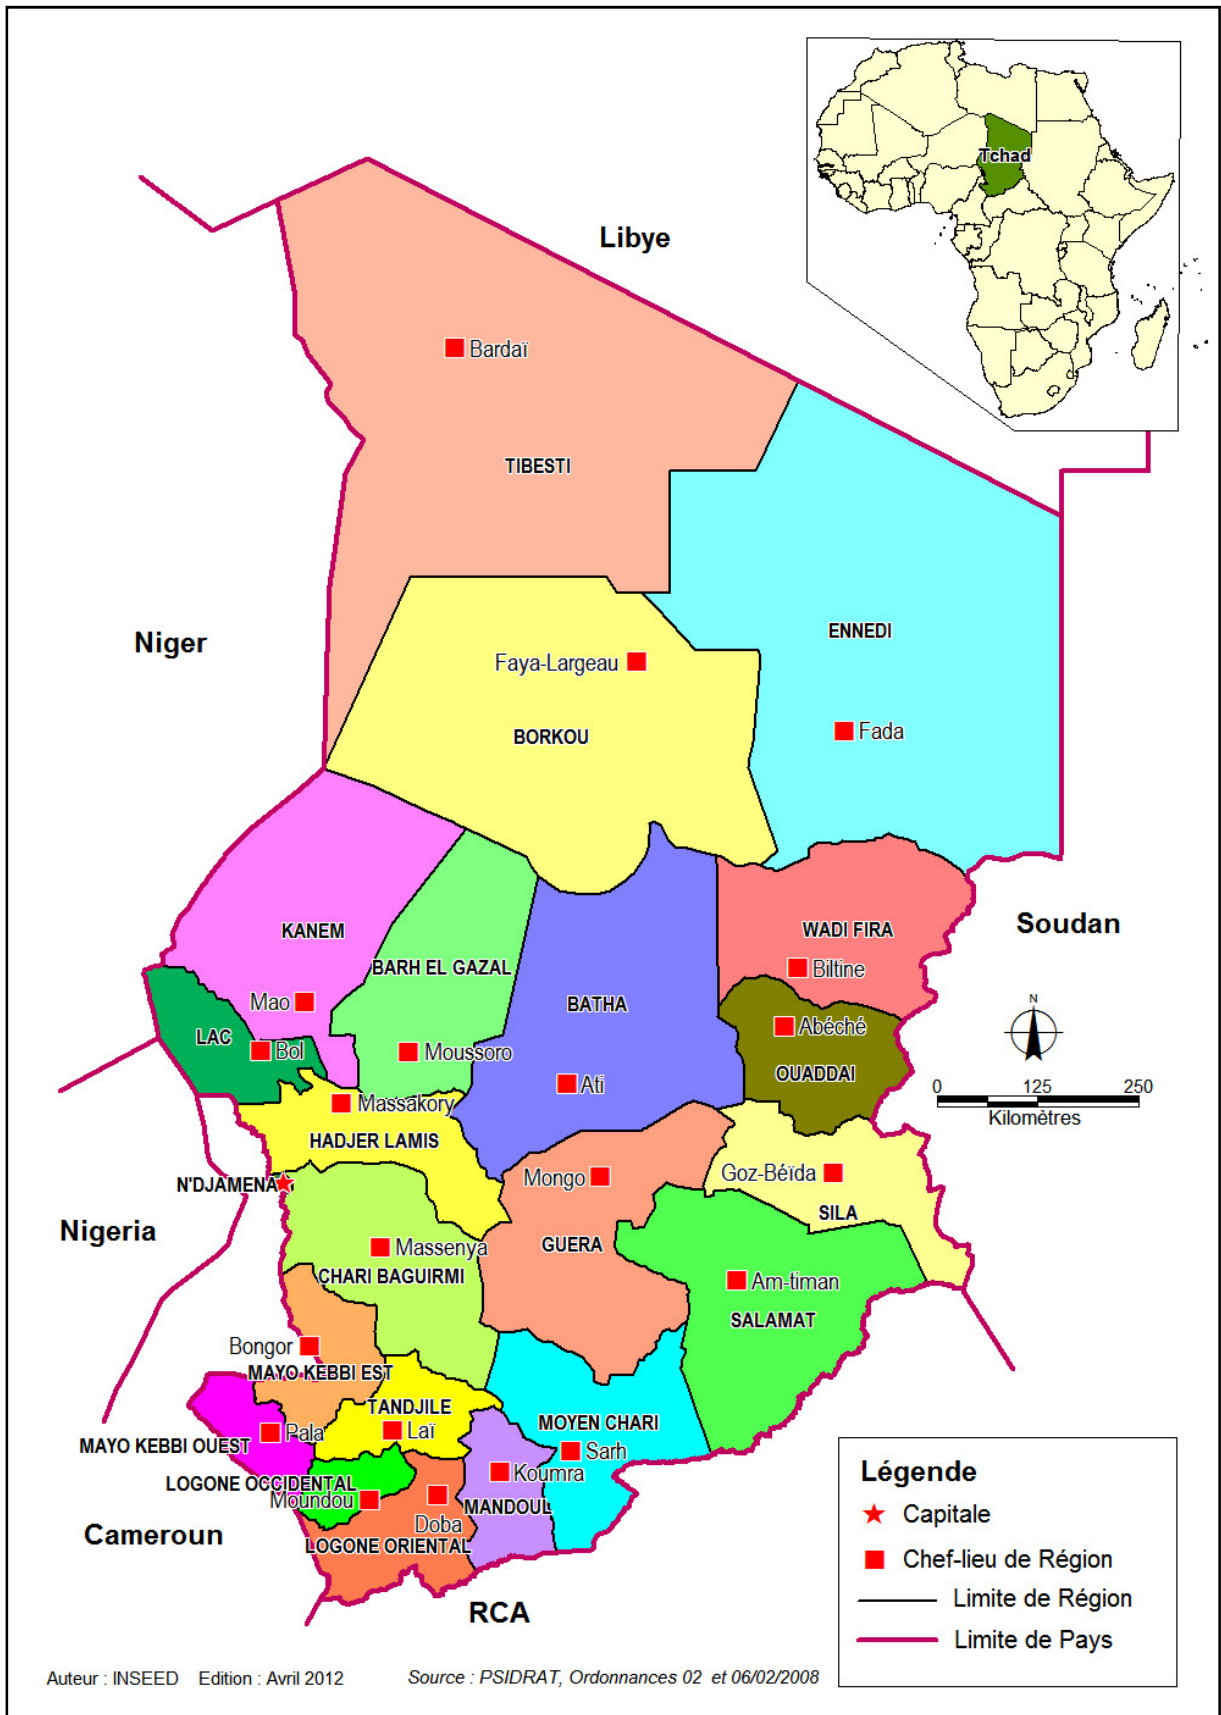 Tchad
Libye
Bardaï
TIBESTI
Niger
ENNEDI
Faya-Largeau
BORKOU
Fada
KANEM
WADI FIRA
Soudan
BARH EL GAZAL
Biltine
Mao
BATHA
N
LAC
Bol
Moussoro
Abéché
OUADDAI
Ati
0 125 250
Kilomètres
Massakory
HADJER LAMIS
N'DJAMENA
Mongo
Goz-Béïda
SILA
Nigeria
GUERA
Massenya
CHARI BAGUIRMI
Am-timan
SALAMAT
Bongor
MAYO KEBBI EST
TANDJILE
Laï
MOYEN CHARI
Pala
MAYO KEBBI OUEST
Sarh
Koumra
LOGONE OCCIDENTAL
Moundou
MANDOUL
Doba
Cameroun
LOGONE ORIENTAL
RCA
Légende
Capitale
Chef-lieu de Région
Limite de Région
Limite de Pays
Auteur : INSEED Edition : Avril 2012 Source : PSIDRAT, Ordonnances 02 et 06/02/2008